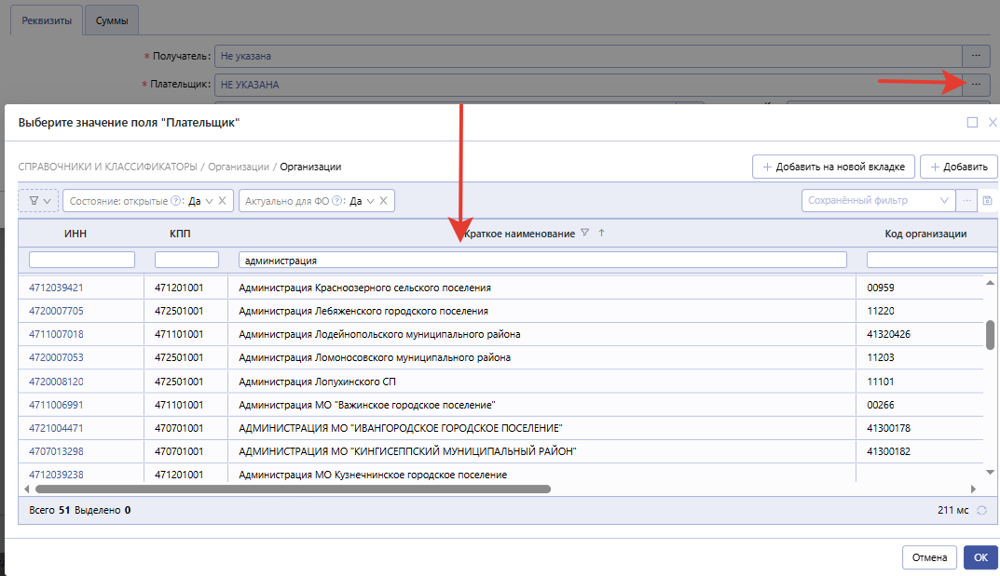 Реквизиты Суммы
* Получатель: Не указана ...
* Плательщик: НЕ УКАЗАНА ...
Выберите значение поля "Плательщик"
СПРАВОЧНИКИ И КЛАССИФИКАТОРЫ / Организации / Организации
+ Добавить на новой вкладке + Добавить
Состояние: открытые ? : Да Актуально для ФО ? : Да Сохранённый фильтр ...
ИНН КПП Краткое наименование Код организации
администрация
4712039421 471201001 Администрация Красноозерного сельского поселения 00959
4720007705 472501001 Администрация Лебяженского городского поселения 11220
4711007018 471101001 Администрация Лодейнопольского муниципального района 41320426
4720007053 472501001 Администрация Ломоносовского муниципального района 11203
4720008120 472501001 Администрация Лопухинского СП 11101
4711006991 471101001 Администрация МО "Важинское городское поселение" 00266
4721004471 470701001 АДМИНИСТРАЦИЯ МО "ИВАНГОРОДСКОЕ ГОРОДСКОЕ ПОСЕЛЕНИЕ" 41300178
4707013298 470701001 АДМИНИСТРАЦИЯ МО "КИНГИСЕППСКИЙ МУНИЦИПАЛЬНЫЙ РАЙОН" 41300182
4712039238 471201001 Администрация МО Кузнечнинское городское поселение
Всего 51 Выделено 0 211 мс
Отмена ОК